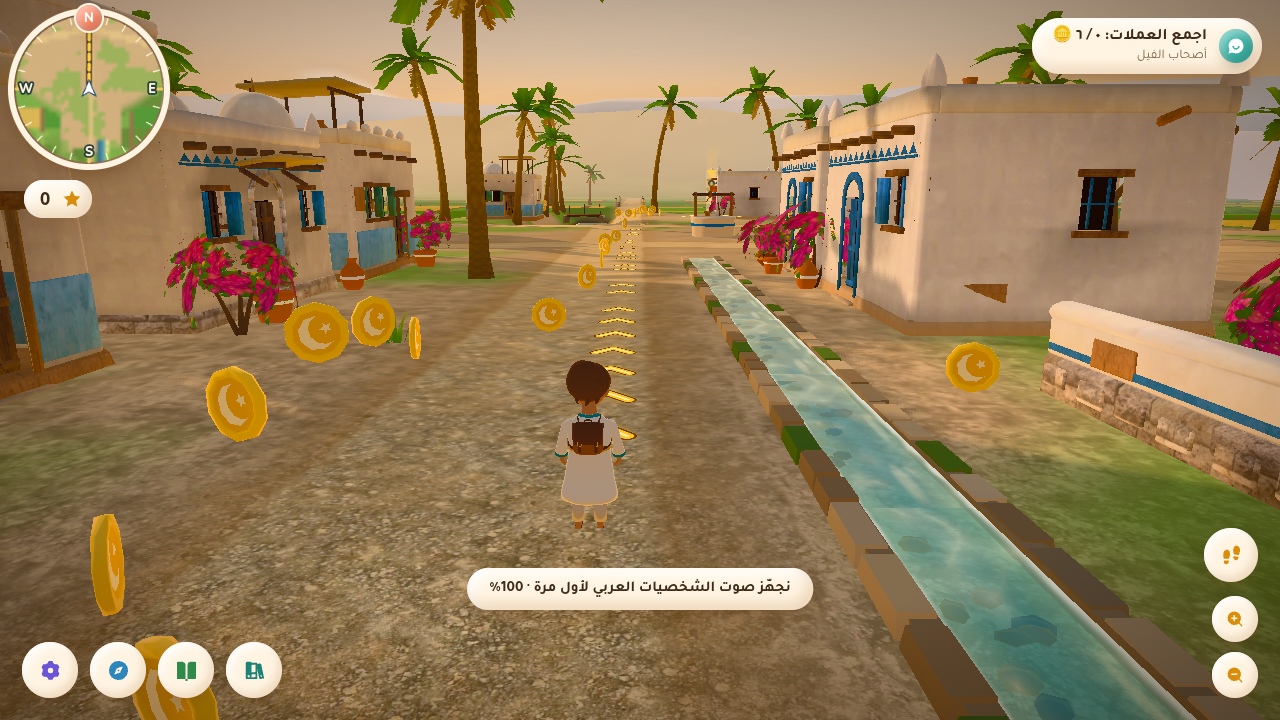 N
W
E
S
اجمع العملات: ٠ / ٦
أصحاب الفيل
0
نجهّز صوت الشخصيات العربي لأول مرة · 100%